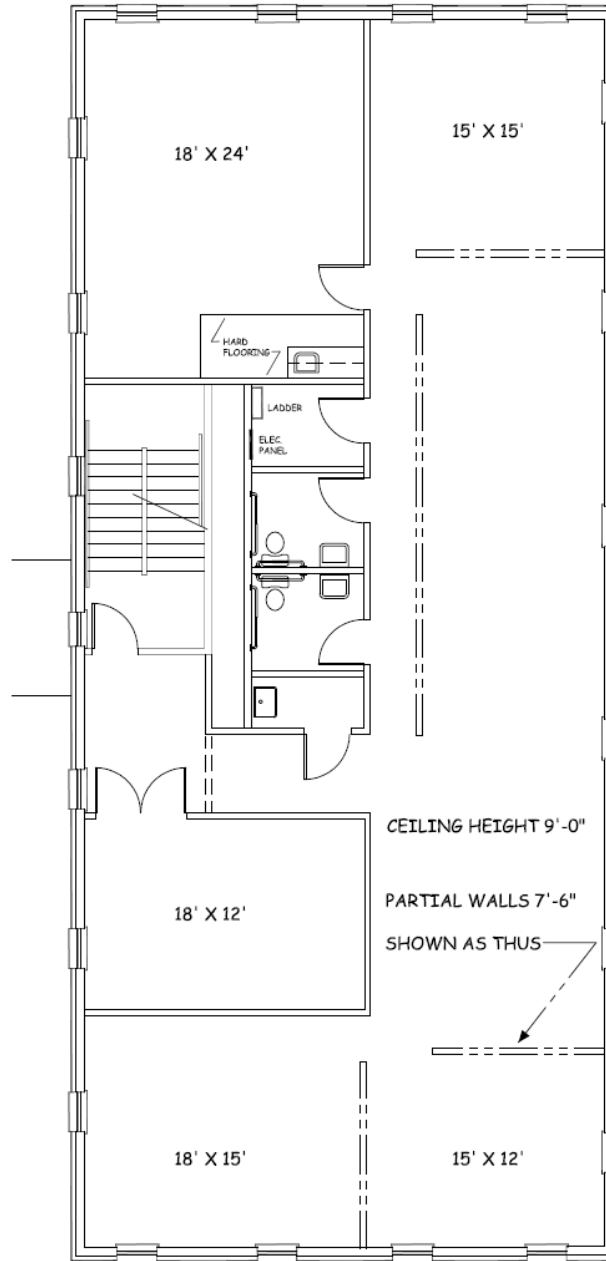 18' X 24'
15' X 15'
HARD
FLOORING
LADDER
ELEC.
PANEL
CEILING HEIGHT 9'-0"
18' X 12'
PARTIAL WALLS 7'-6"
SHOWN AS THUS
18' X 15'
15' X 12'